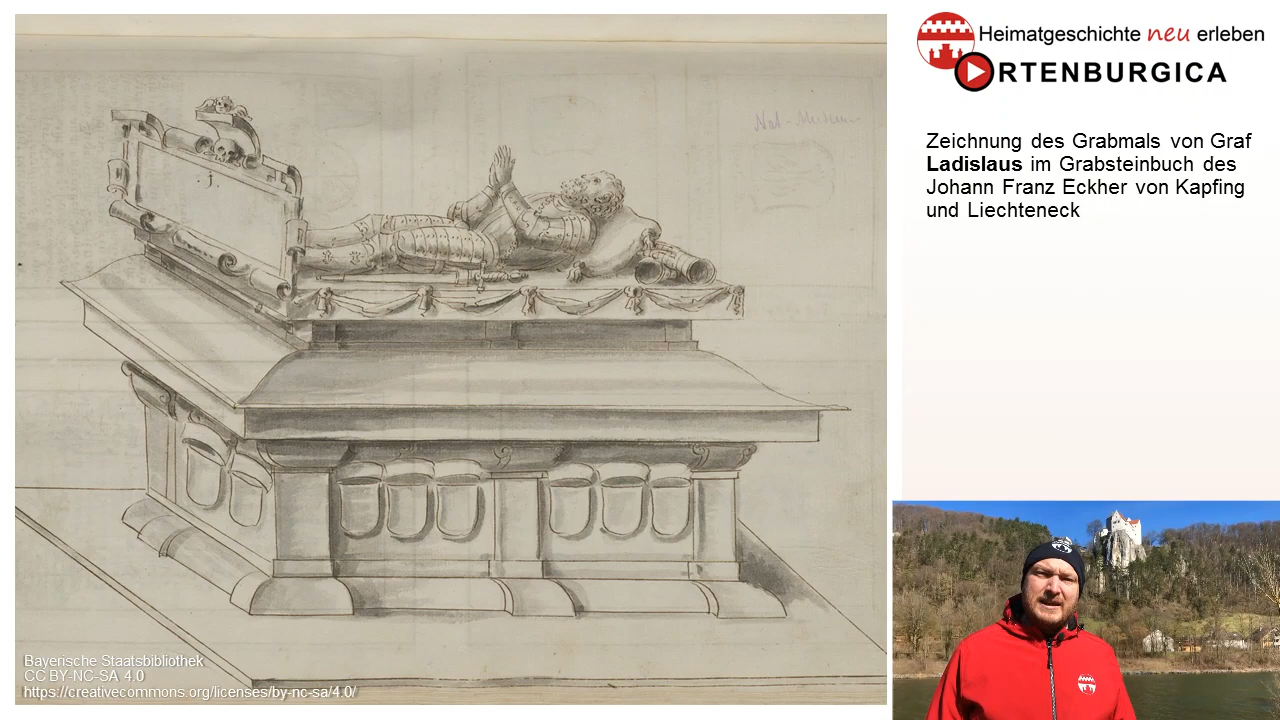 Heimatgeschichte neu erleben
ORTENBURGICA
Zeichnung des Grabmals von Graf
Ladislaus im Grabsteinbuch des
Johann Franz Eckher von Kapfing
und Liechteneck
Bayerische Staatsbibliothek
CC BY-NC-SA 4.0
https://creativecommons.org/licenses/by-nc-sa/4.0/